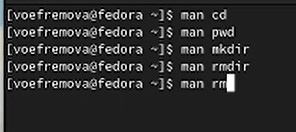 [voefremova@fedora ~]$ man cd
[voefremova@fedora ~]$ man pwd
[voefremova@fedora ~]$ man mkdir
[voefremova@fedora ~]$ man rmdir
[voefremova@fedora ~]$ man rm